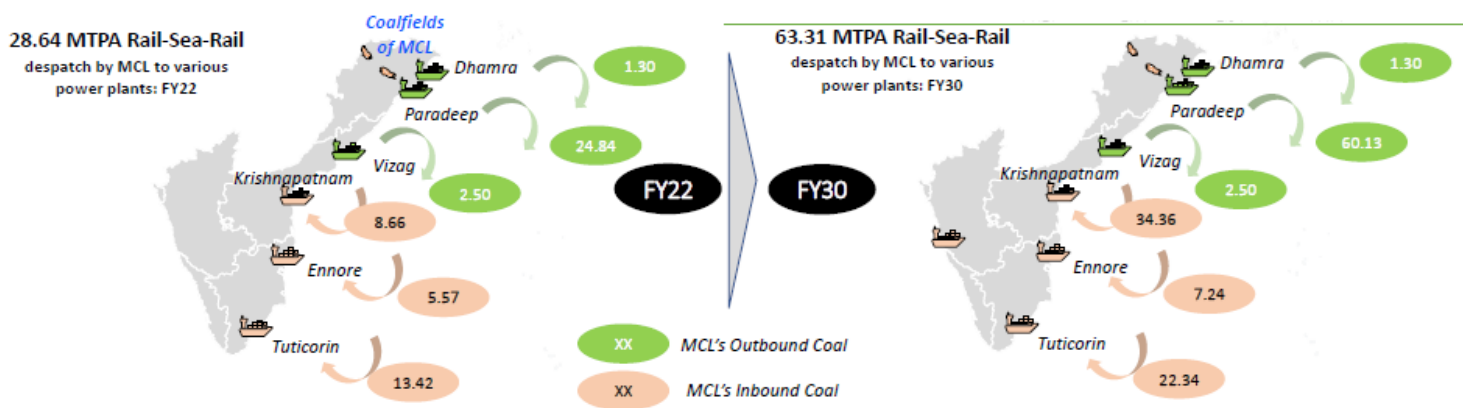 28.64 MTPA Rail-Sea-Rail
despatch by MCL to various
power plants: FY22
Coalfields
of MCL
Dhamra
1.30
Paradeep
24.84
Vizag
2.50
Krishnapatnam
8.66
Ennore
5.57
Tuticorin
13.42
FY22
FY30
63.31 MTPA Rail-Sea-Rail
despatch by MCL to various
power plants: FY30
Dhamra
1.30
Paradeep
60.13
Vizag
2.50
Krishnapatnam
34.36
Ennore
7.24
Tuticorin
22.34
XX MCL's Outbound Coal
XX MCL's Inbound Coal